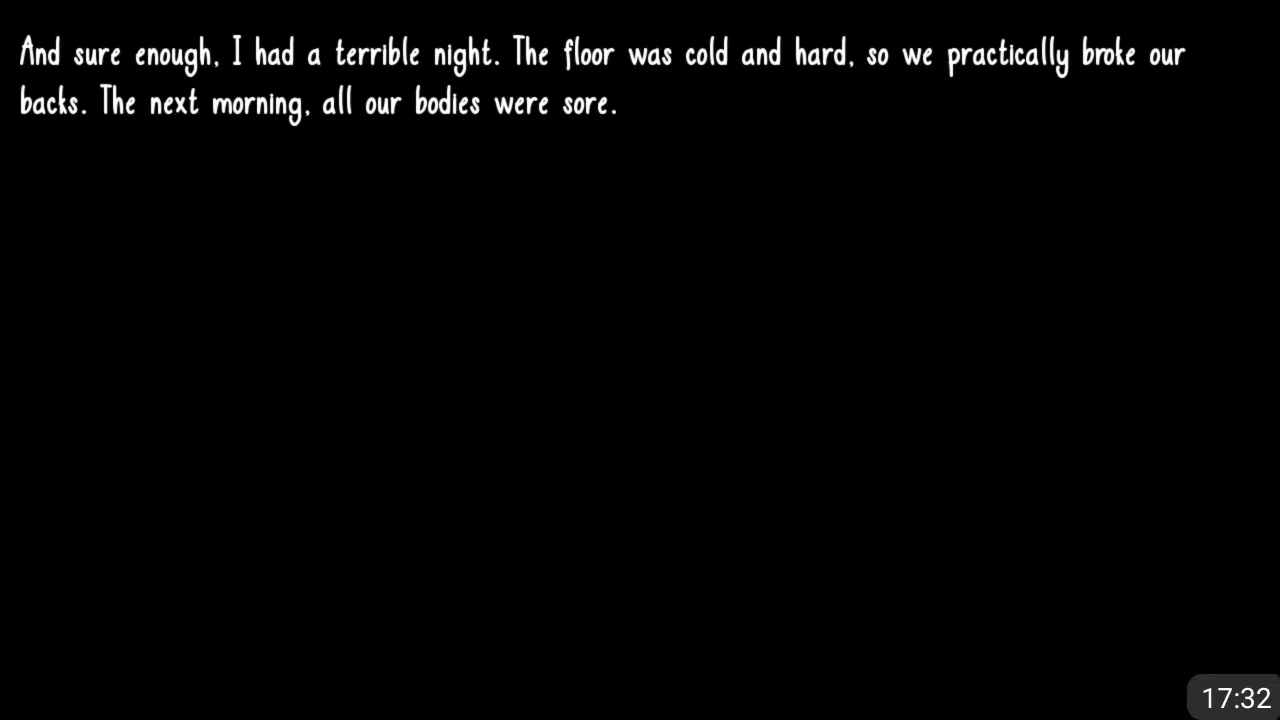 And sure enough, I had a terrible night. The floor was cold and hard, so we practically broke our
backs. The next morning, all our bodies were sore.
17:32